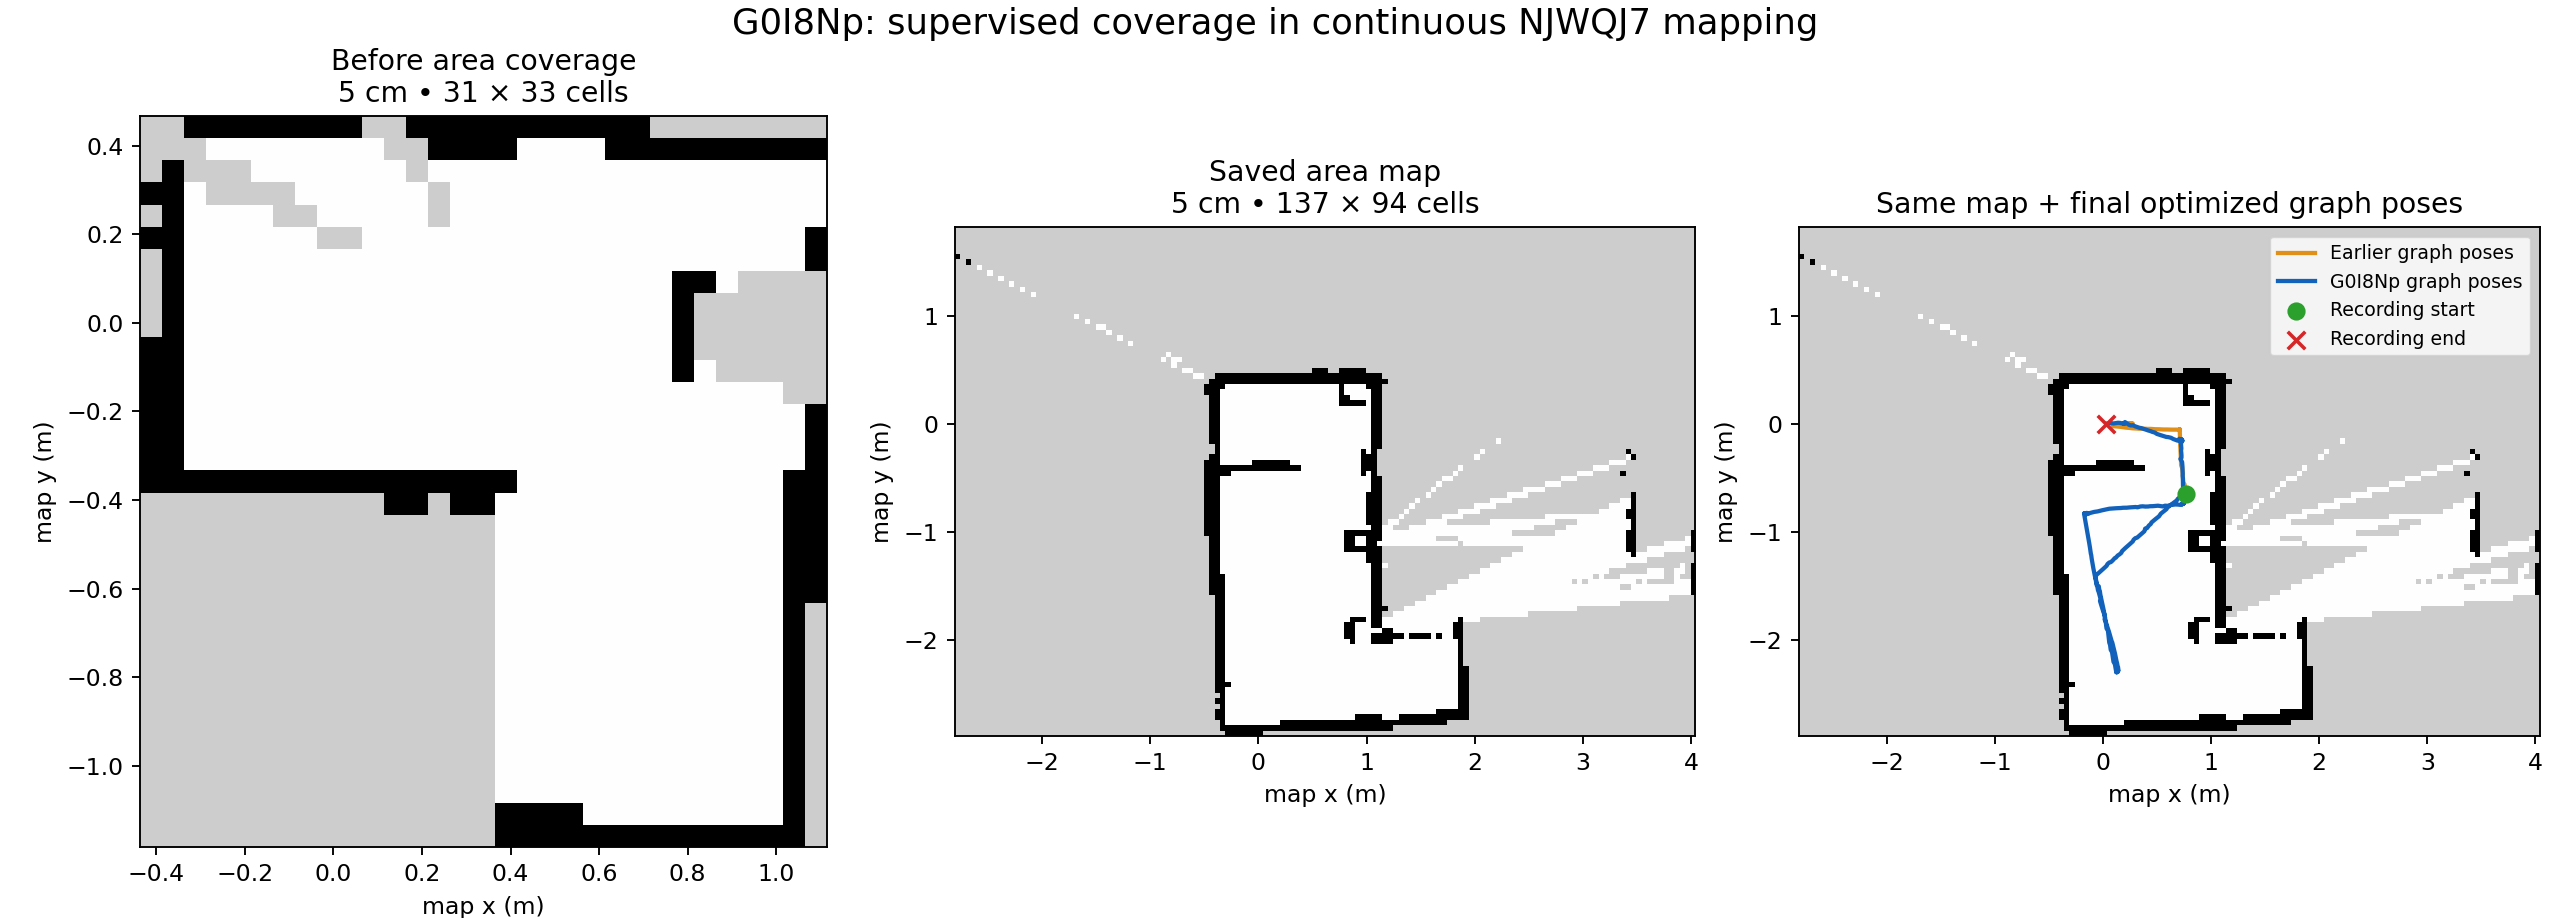 G0I8Np: supervised coverage in continuous NJWQJ7 mapping
Before area coverage
5 cm • 31 × 33 cells
0.4
0.2
0.0
−0.2
−0.4
−0.6
−0.8
−1.0
map y (m)
−0.4
−0.2
0.0
0.2
0.4
0.6
0.8
1.0
map x (m)
Saved area map
5 cm • 137 × 94 cells
1
0
−1
−2
map y (m)
−2
−1
0
1
2
3
4
map x (m)
Same map + final optimized graph poses
Earlier graph poses
G0I8Np graph poses
Recording start
Recording end
1
0
−1
−2
map y (m)
−2
−1
0
1
2
3
4
map x (m)